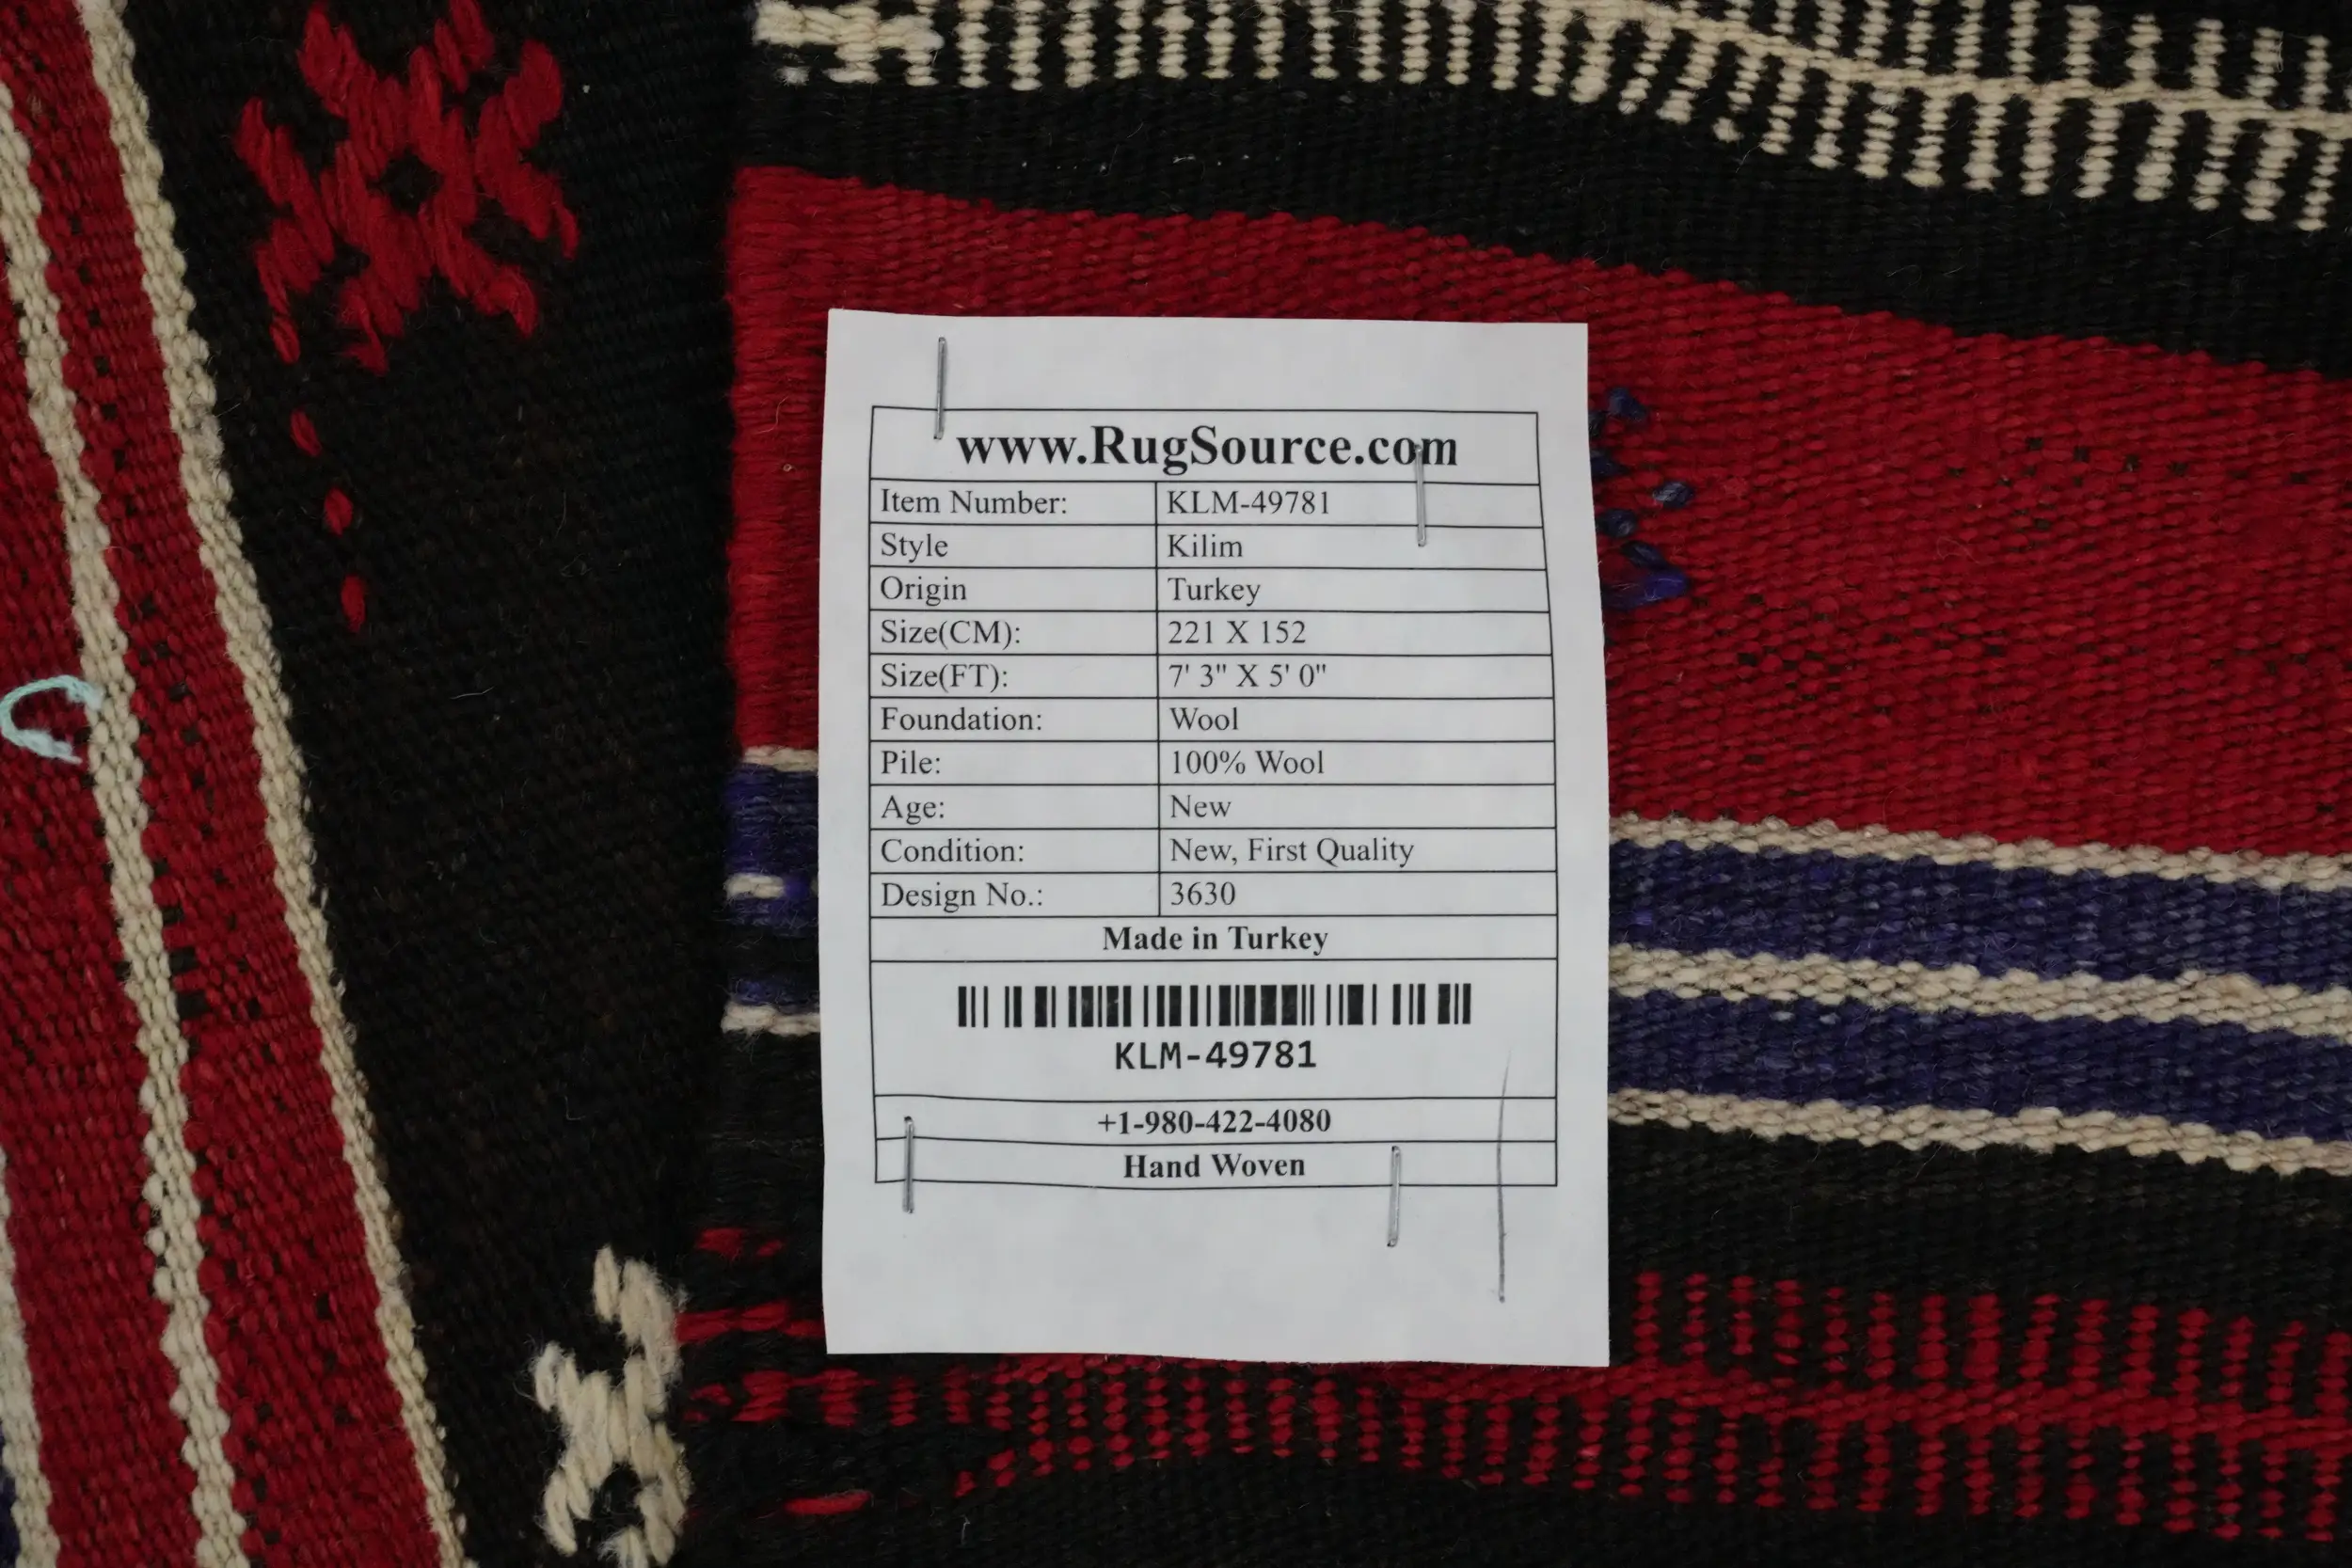 www.RugSource.com
Item Number: KLM-49781
Style Kilim
Origin Turkey
Size(CM): 221 X 152
Size(FT): 7' 3" X 5' 0"
Foundation: Wool
Pile: 100% Wool
Age: New
Condition: New, First Quality
Design No.: 3630
Made in Turkey
KLM-49781
+1-980-422-4080
Hand Woven